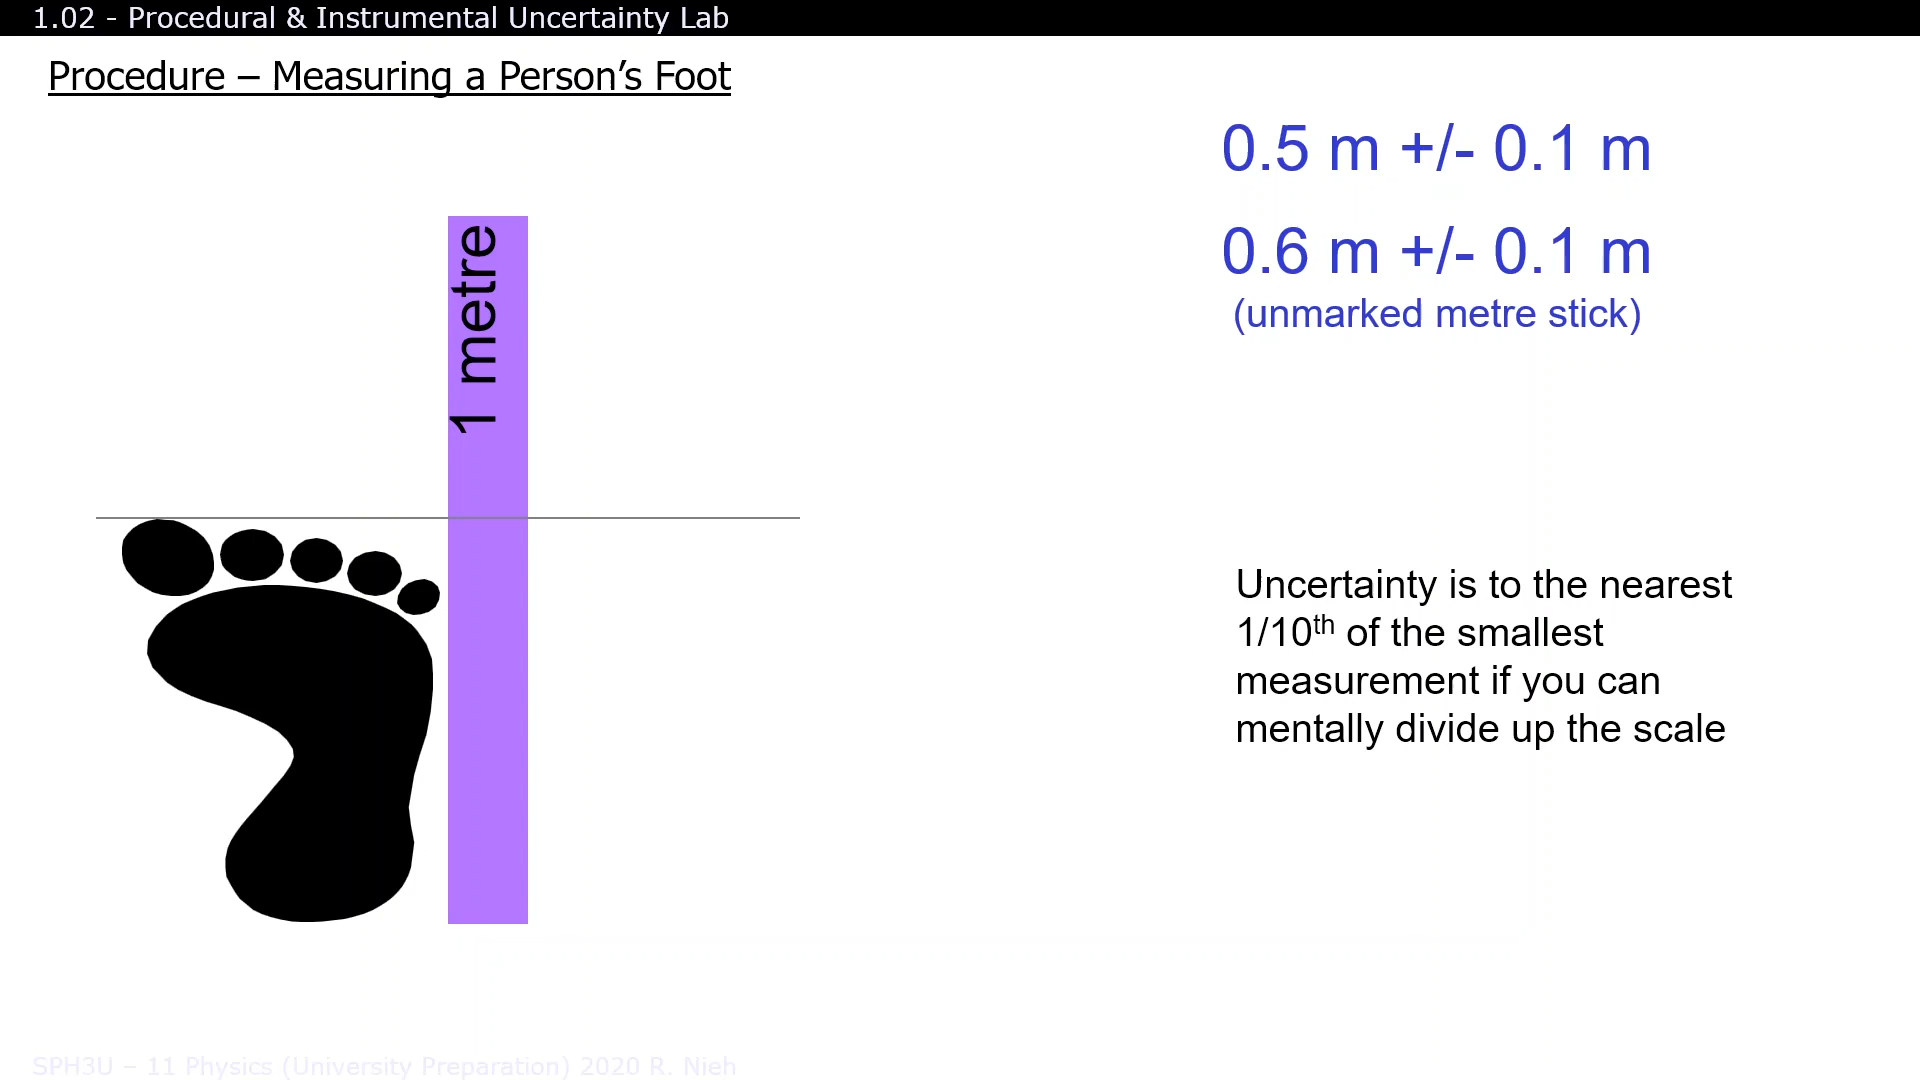 1.02 - Procedural & Instrumental Uncertainty Lab
Procedure – Measuring a Person’s Foot
0.5 m +/- 0.1 m
0.6 m +/- 0.1 m
(unmarked metre stick)
1 metre
Uncertainty is to the nearest
1/10th of the smallest
measurement if you can
mentally divide up the scale
SPH3U – 11 Physics (University Preparation) 2020 R. Nieh